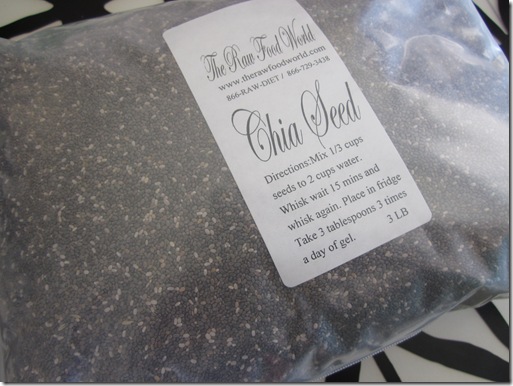 The Raw Food World
www.therawfoodworld.com
866-RAW-DIET / 866-729-3438
Chia Seed
Directions:Mix 1/3 cups
seeds to 2 cups water.
Whisk wait 15 mins and
whisk again. Place in fridge
Take 3 tablespoons 3 times
a day of gel. 3 LB